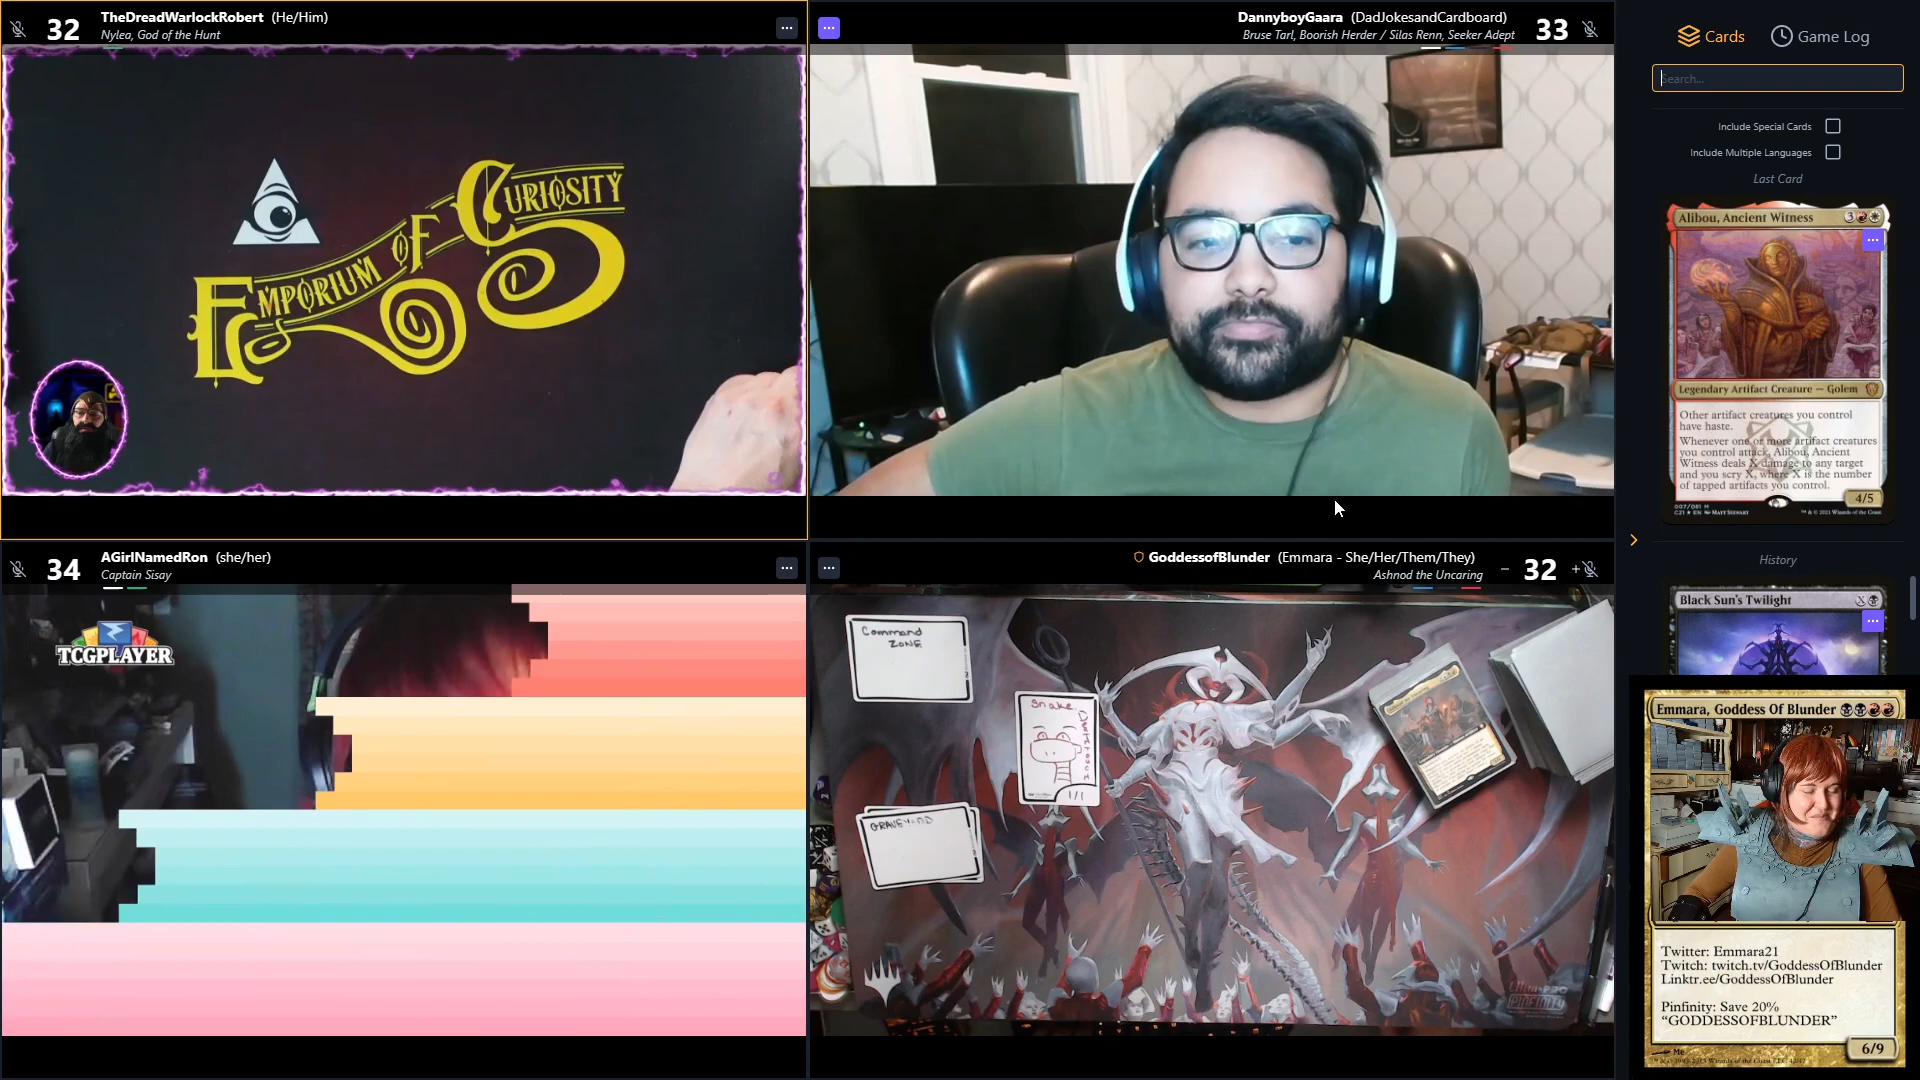 32
TheDreadWarlockRobert (He/Him)
Nylea, God of the Hunt
EMPORIUM OF CURIOSITY
DannyboyGaara (DadJokesandCardboard)
Bruse Tarl, Boorish Herder / Silas Renn, Seeker Adept
33
34
AGirlNamedRon (she/her)
Captain Sisay
TCGPLAYER
GoddessofBlunder (Emmara - She/Her/Them/They)
Ashnod the Uncaring
− 32 +
Command
ZONE
Snake
Deathtouch
1/1
Cards
Game Log
Search...
Include Special Cards
Include Multiple Languages
Last Card
Alibou, Ancient Witness 3
Legendary Artifact Creature — Golem
Other artifact creatures you control
have haste.
Whenever one or more artifact creatures
you control attack, Alibou, Ancient
Witness deals X damage to any target
and you scry X, where X is the number
of tapped artifacts you control.
4/5
History
Black Sun's Twilight X
Emmara, Goddess Of Blunder
Twitter: Emmara21
Twitch: twitch.tv/GoddessOfBlunder
Linktr.ee/GoddessOfBlunder
Pinfinity: Save 20%
"GODDESSOFBLUNDER"
Me
6/9